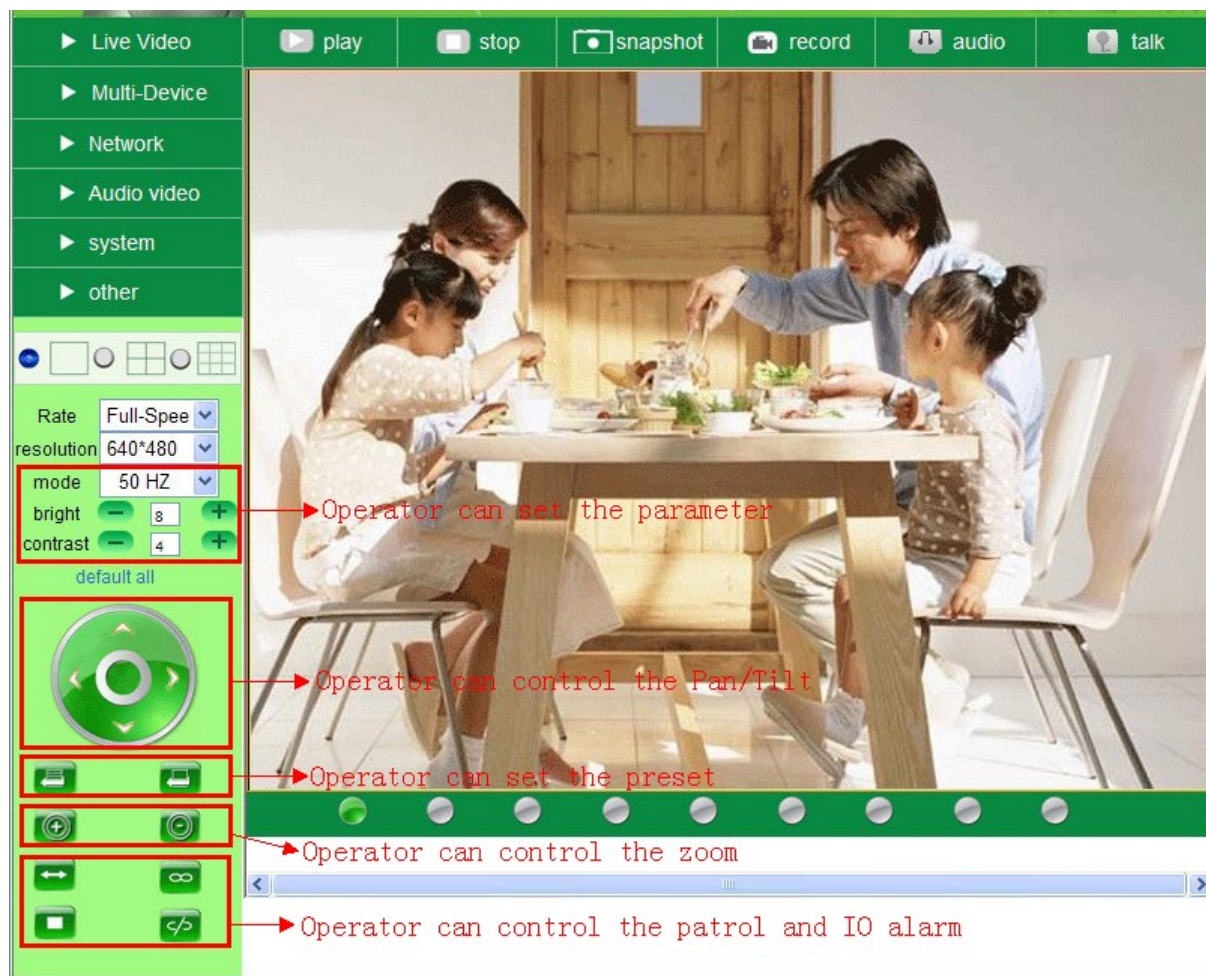 Live Video
play
stop
snapshot
record
audio
talk
Multi-Device
Network
Audio video
system
other
Rate Full-Spee
resolution 640*480
mode 50 HZ
bright 8
contrast 4
Operator can set the parameter
default all
Operator can control the Pan/Tilt
Operator can set the preset
Operator can control the zoom
Operator can control the patrol and IO alarm